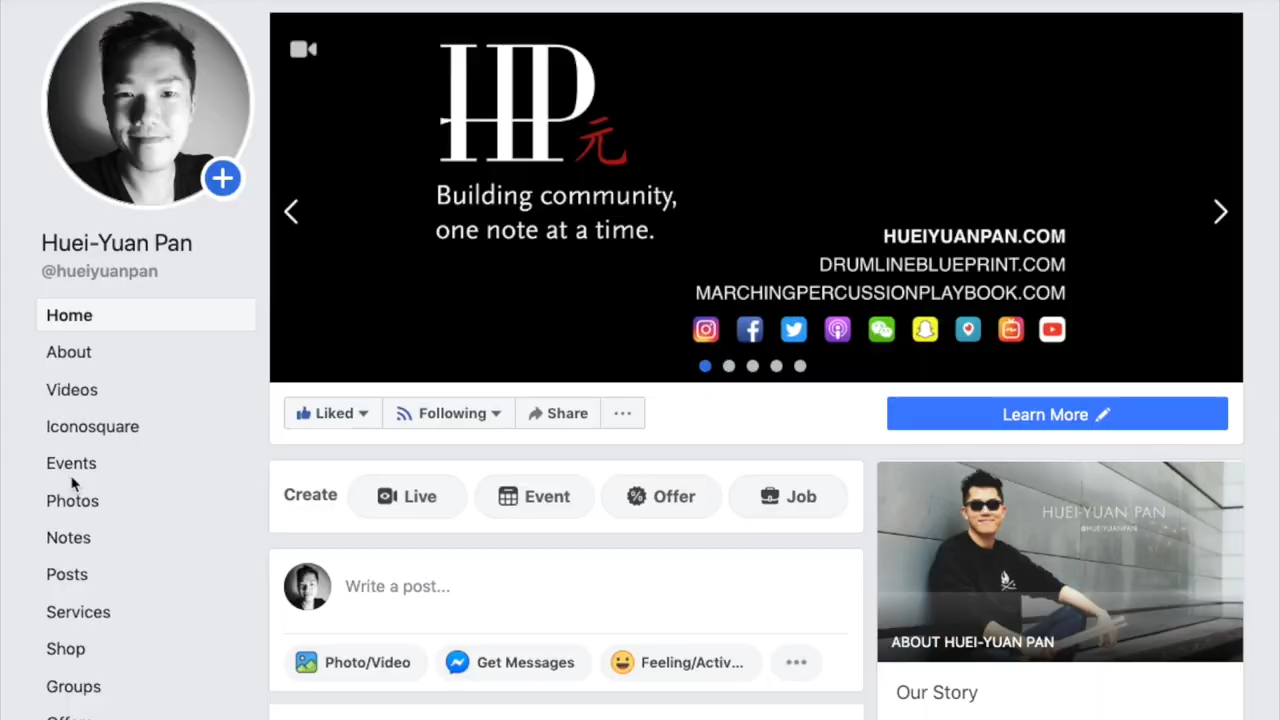 HP元
Building community,
one note at a time.
HUEIYUANPAN.COM
DRUMLINEBLUEPRINT.COM
MARCHINGPERCUSSIONPLAYBOOK.COM
Huei-Yuan Pan
@hueiyuanpan
Home
About
Videos
Iconosquare
Events
Photos
Notes
Posts
Services
Shop
Groups
Liked
Following
Share
Learn More
Create
Live
Event
Offer
Job
Write a post...
Photo/Video
Get Messages
Feeling/Activ...
HUEI-YUAN PAN
@HUEIYUANPAN
ABOUT HUEI-YUAN PAN
Our Story